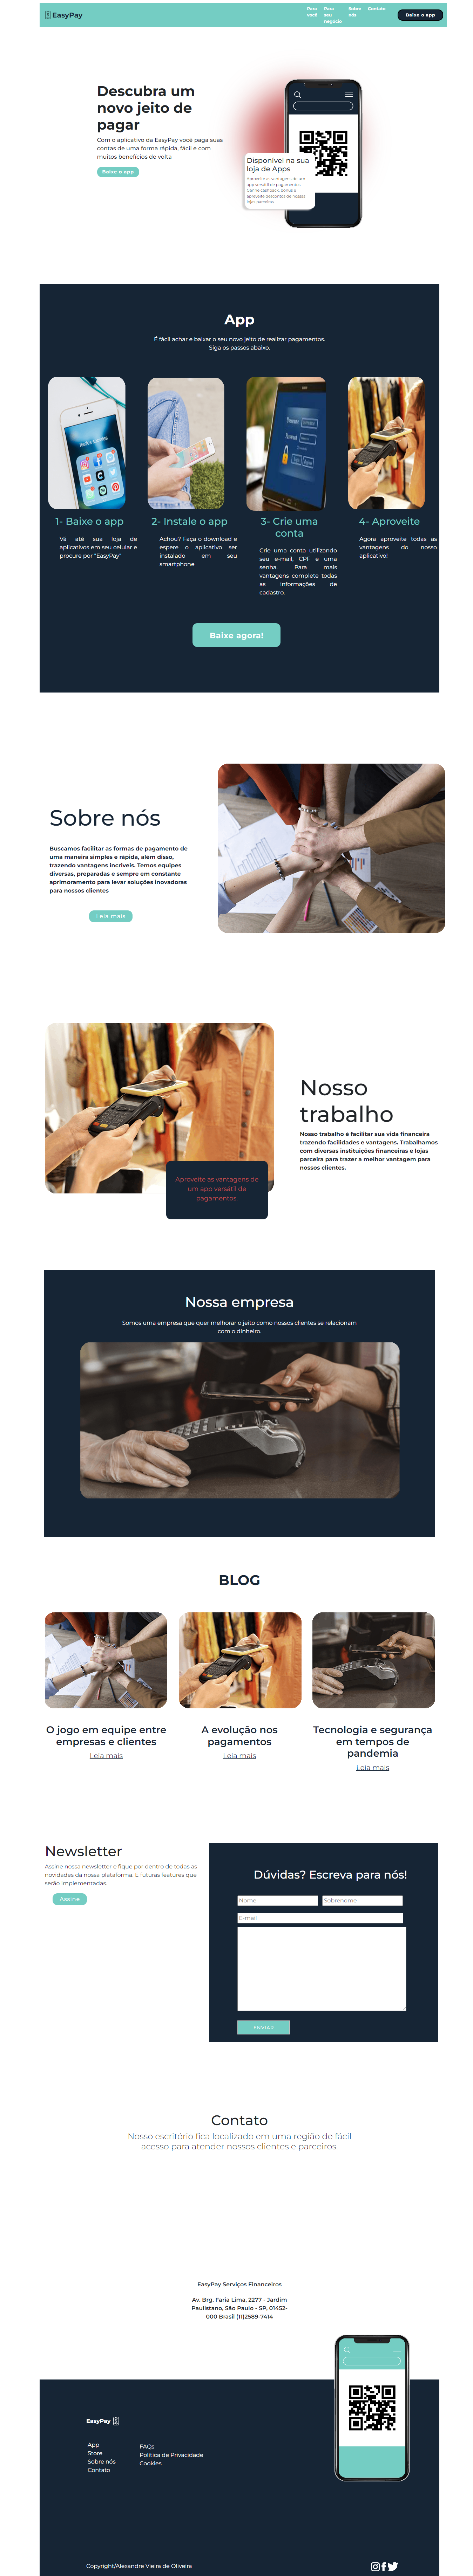 EasyPay
Para você
Para seu negócio
Sobre nós
Contato
Baixe o app
Descubra um
novo jeito de
pagar
Com o aplicativo da EasyPay você paga suas
contas de uma forma rápida, fácil e com
muitos benefícios de volta
Baixe o app
Disponível na sua
loja de Apps
Aproveite as vantagens de um
app versátil de pagamentos.
Ganhe cashback, bônus e
aproveite descontos de nossas
lojas parceiras
App
É fácil achar e baixar o seu novo jeito de realizar pagamentos.
Siga os passos abaixo.
1- Baixe o app
Vá até sua loja de
aplicativos em seu celular e
procure por "EasyPay"
2- Instale o app
Achou? Faça o download e
espere o aplicativo ser
instalado em seu
smartphone
3- Crie uma
conta
Crie uma conta utilizando
seu e-mail, CPF e uma
senha. Para mais
vantagens complete todas
as informações de
cadastro.
4- Aproveite
Agora aproveite todas as
vantagens do nosso
aplicativo!
Baixe agora!
Sobre nós
Buscamos facilitar as formas de pagamento de
uma maneira simples e rápida, além disso,
trazendo vantagens incríveis. Temos equipes
diversas, preparadas e sempre em constante
aprimoramento para levar soluções inovadoras
para nossos clientes
Leia mais
Aproveite as vantagens de
um app versátil de
pagamentos.
Nosso
trabalho
Nosso trabalho é facilitar sua vida financeira
trazendo facilidades e vantagens. Trabalhamos
com diversas instituições financeiras e lojas
parceira para trazer a melhor vantagem para
nossos clientes.
Nossa empresa
Somos uma empresa que quer melhorar o jeito como nossos clientes se relacionam
com o dinheiro.
BLOG
O jogo em equipe entre
empresas e clientes
Leia mais
A evolução nos
pagamentos
Leia mais
Tecnologia e segurança
em tempos de
pandemia
Leia mais
Newsletter
Assine nossa newsletter e fique por dentro de todas as
novidades da nossa plataforma. E futuras features que
serão implementadas.
Assine
Dúvidas? Escreva para nós!
Nome
Sobrenome
E-mail
ENVIAR
Contato
Nosso escritório fica localizado em uma região de fácil
acesso para atender nossos clientes e parceiros.
EasyPay Serviços Financeiros
Av. Brg. Faria Lima, 2277 - Jardim
Paulistano, São Paulo - SP, 01452-
000 Brasil (11)2589-7414
EasyPay
App
Store
Sobre nós
Contato
FAQs
Política de Privacidade
Cookies
Copyright/Alexandre Vieira de Oliveira